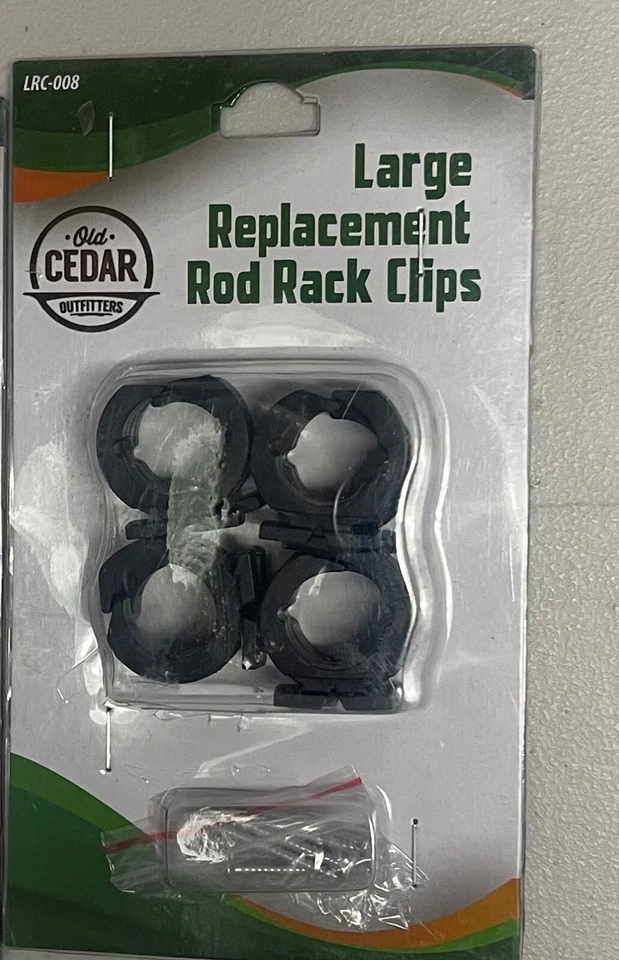 LRC-008
Large
Replacement
Rod Rack Clips
Old
CEDAR
OUTFITTERS